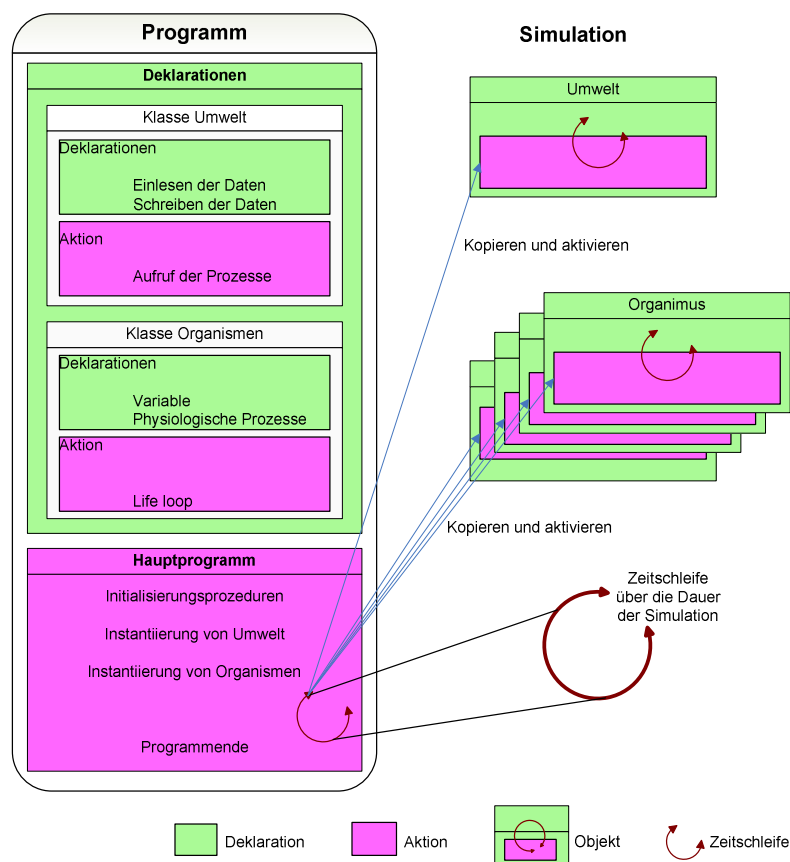 Programm
Deklarationen
Klasse Umwelt
Deklarationen
Einlesen der Daten
Schreiben der Daten
Aktion
Aufruf der Prozesse
Klasse Organismen
Deklarationen
Variable
Physiologische Prozesse
Aktion
Life loop
Hauptprogramm
Initialisierungsprozeduren
Instantiierung von Umwelt
Instantiierung von Organismen
Programmende
Simulation
Umwelt
Kopieren und aktivieren
Organimus
Kopieren und aktivieren
Zeitschleife
über die Dauer
der Simulation
Deklaration
Aktion
Objekt
Zeitschleife